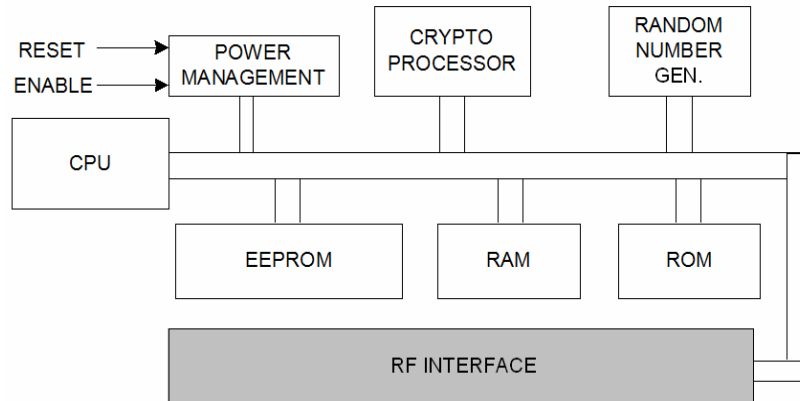 RESET
ENABLE
POWER
MANAGEMENT
CRYPTO
PROCESSOR
RANDOM
NUMBER
GEN.
CPU
EEPROM
RAM
ROM
RF INTERFACE